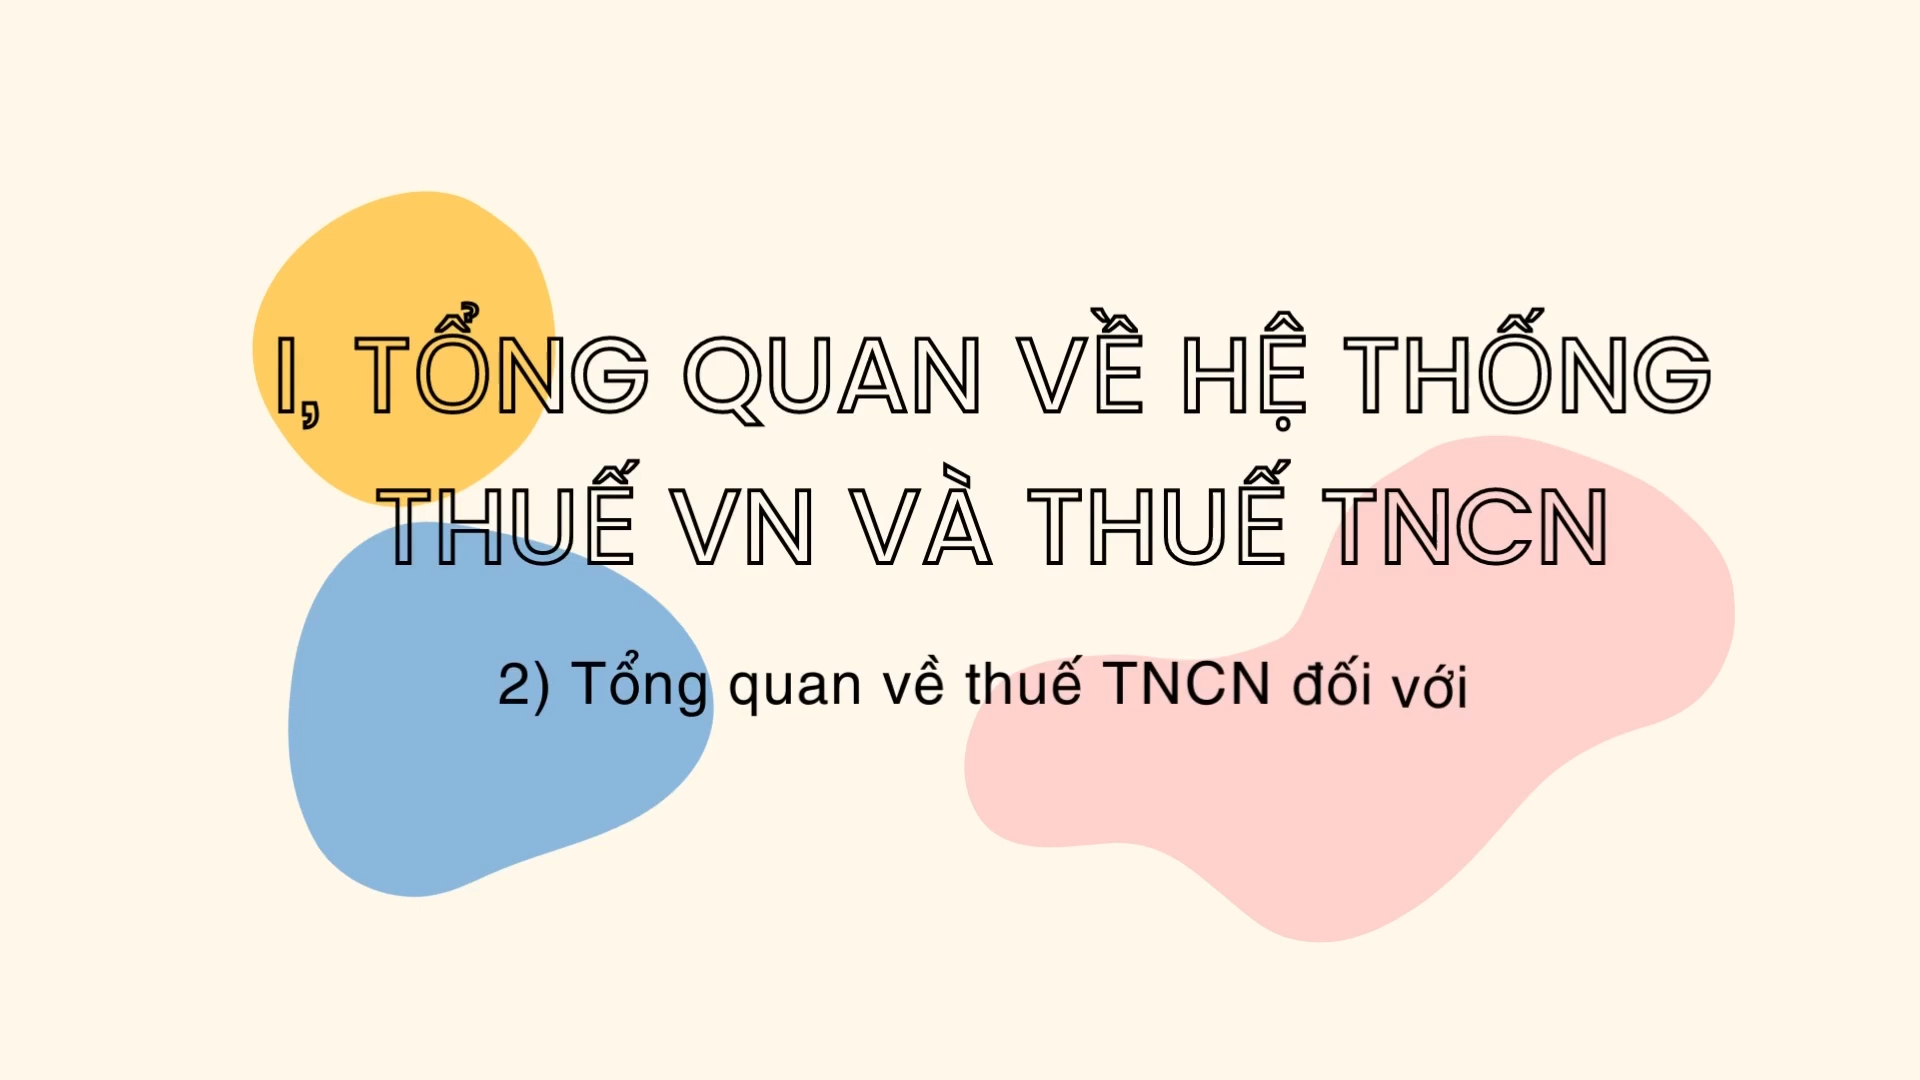 I, TỔNG QUAN VỀ HỆ THỐNG
THUẾ VN VÀ THUẾ TNCN
2) Tổng quan về thuế TNCN đối với